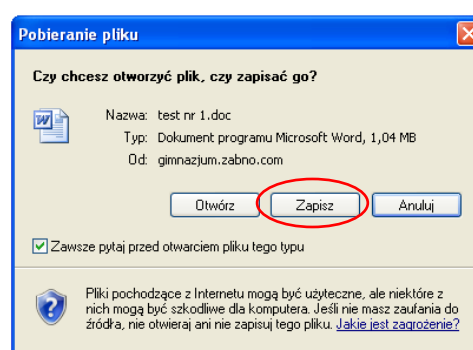 Pobieranie pliku
Czy chcesz otworzyć plik, czy zapisać go?
Nazwa: test nr 1.doc
Typ: Dokument programu Microsoft Word, 1,04 MB
Od: gimnazjum.zabno.com
Otwórz Zapisz Anuluj
Zawsze pytaj przed otwarciem pliku tego typu
Pliki pochodzące z Internetu mogą być użyteczne, ale niektóre z
nich mogą być szkodliwe dla komputera. Jeśli nie masz zaufania do
źródła, nie otwieraj ani nie zapisuj tego pliku. Jakie jest zagrożenie?